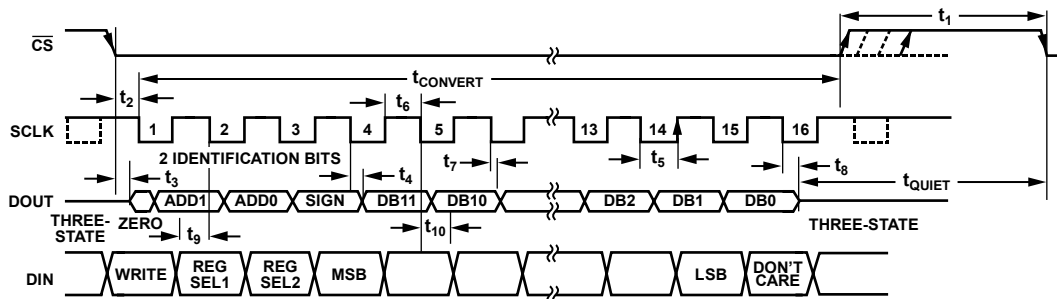 t1
CS
tCONVERT
t2
t6
SCLK
1 2 3 4 5 13 14 15 16
2 IDENTIFICATION BITS
t7
t5
t8
t3
t4
tQUIET
DOUT
ADD1 ADD0 SIGN DB11 DB10 DB2 DB1 DB0
THREE-STATE
ZERO
THREE-STATE
t9
t10
DIN
WRITE
REG SEL1
REG SEL2
MSB
LSB
DON'T CARE